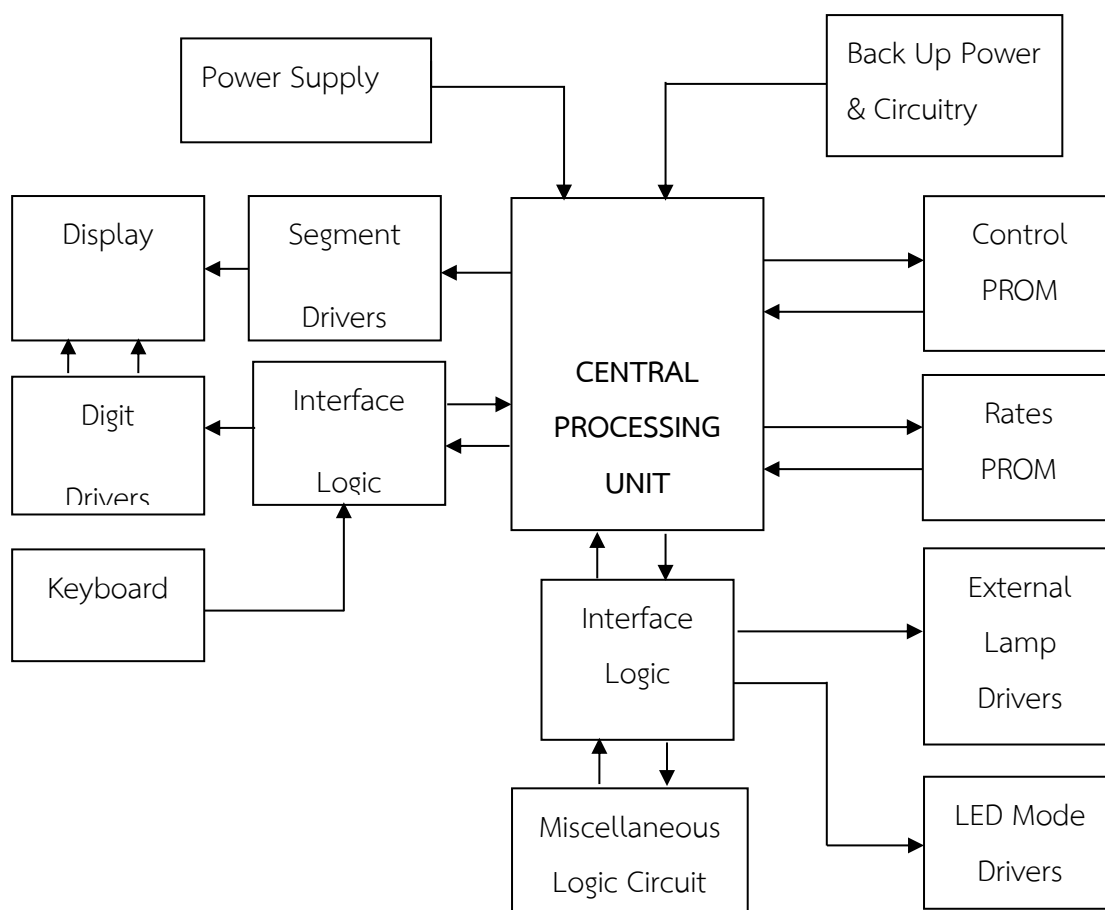 Power Supply
Back Up Power
& Circuitry
Display
Segment
Drivers
Control
PROM
CENTRAL
PROCESSING
UNIT
Digit
Drivers
Interface
Logic
Rates
PROM
Keyboard
Interface
Logic
External
Lamp
Drivers
Miscellaneous
Logic Circuit
LED Mode
Drivers